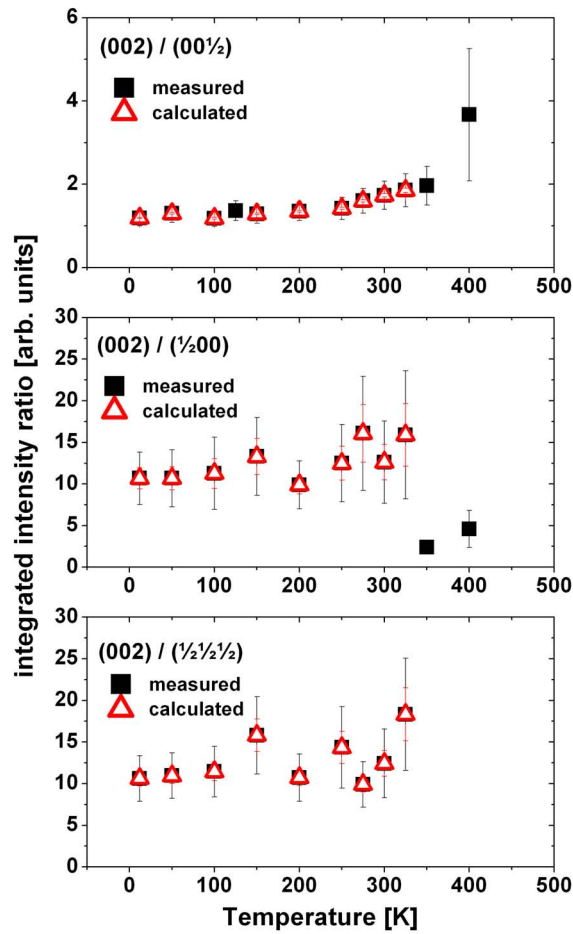 6
(002) / (00½)
measured
calculated
4
2
0
0 100 200 300 400 500
30
(002) / (½00)
25
measured
20
calculated
15
10
5
0
0 100 200 300 400 500
30
(002) / (½½½)
25
measured
20
calculated
15
10
5
0
0 100 200 300 400 500
Temperature [K]
integrated intensity ratio [arb. units]